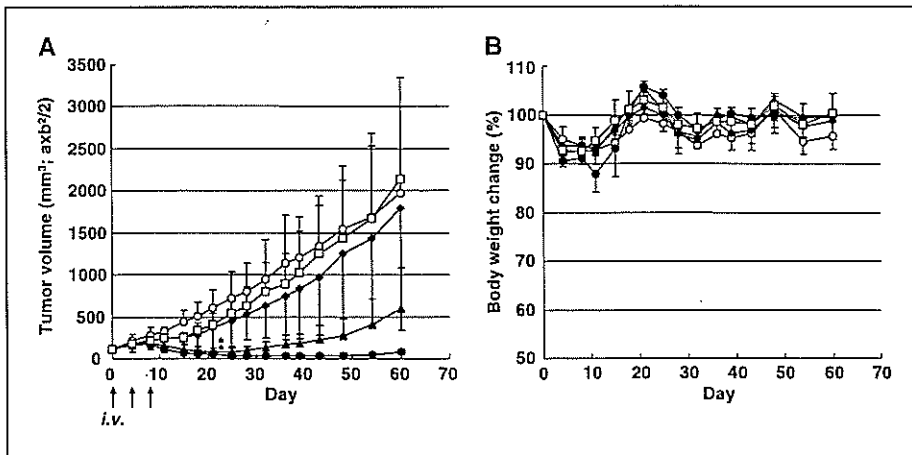 A
Tumor volume (mm³; axb²/2)
3500
3000
2500
2000
1500
1000
500
0
0 10 20 30 40 50 60 70
Day
i.v.
*
B
Body weight change (%)
110
100
90
80
70
60
50
0 10 20 30 40 50 60 70
Day